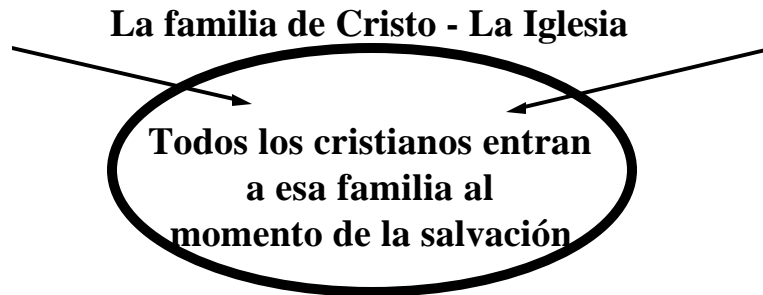 La familia de Cristo - La Iglesia
Todos los cristianos entran
a esa familia al
momento de la salvación